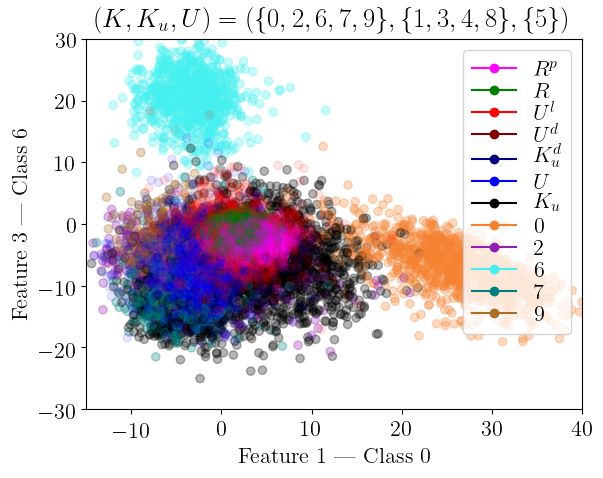 (K, K_u, U) = ({0, 2, 6, 7, 9}, {1, 3, 4, 8}, {5})
30
20
10
0
−10
−20
−30
Feature 3 — Class 6
R^p
R
U^l
U^d
K_u^d
U
K_u
0
2
6
7
9
−10 0 10 20 30 40
Feature 1 — Class 0